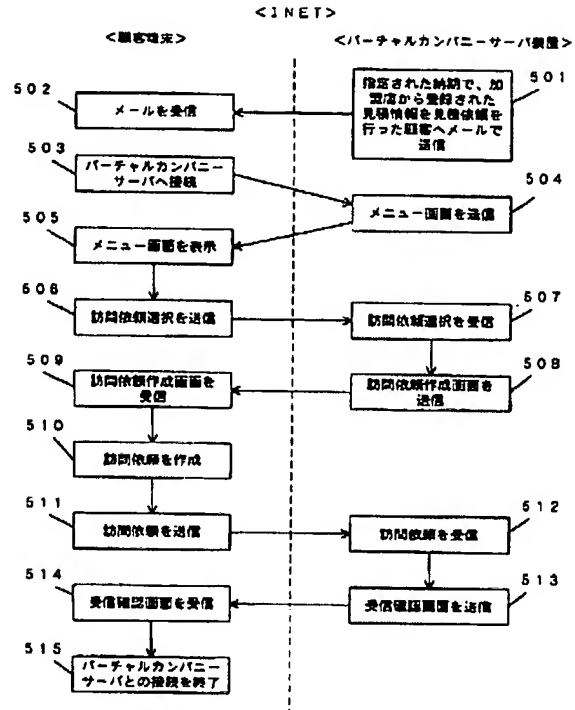 <INET>
<顧客端末>
<バーチャルカンパニーサーバ装置>
501
指定された納期で、加
盟店から登録された
見積情報を見積依頼を
行った顧客へメールで
送信
502
メールを受信
503
バーチャルカンパニー
サーバへ接続
504
メニュー画面を送信
505
メニュー画面を表示
506
訪問依頼選択を送信
507
訪問依頼選択を受信
508
訪問依頼作成画面を
送信
509
訪問依頼作成画面を
受信
510
訪問依頼を作成
511
訪問依頼を送信
512
訪問依頼を受信
513
受信確認画面を送信
514
受信確認画面を受信
515
バーチャルカンパニー
サーバとの接続を終了